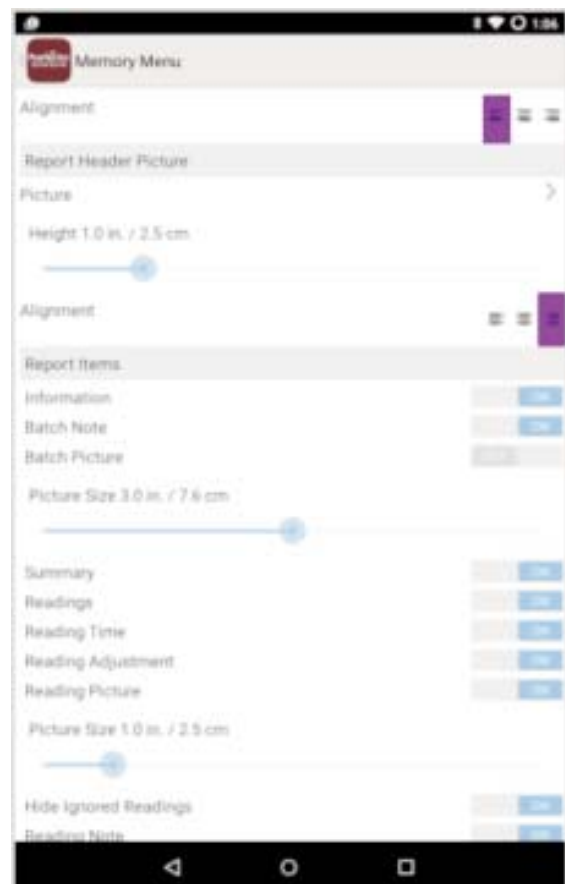 1:06
Memory Menu
Alignment
Report Header Picture
Picture
Height 1.0 in. / 2.5 cm
Alignment
Report Items
Information
ON
Batch Note
ON
Batch Picture
Picture Size 3.0 in. / 7.6 cm
Summary
ON
Readings
ON
Reading Time
ON
Reading Adjustment
ON
Reading Picture
ON
Picture Size 1.0 in. / 2.5 cm
Hide Ignored Readings
ON
Reading Note
ON